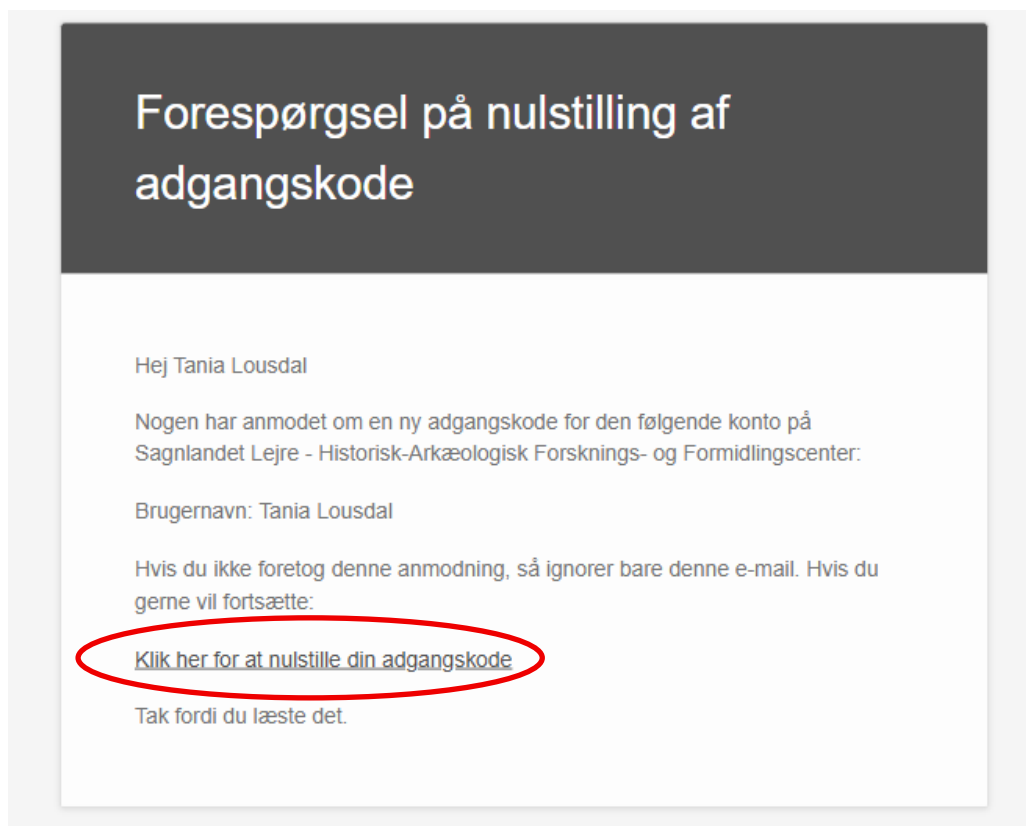 Forespørgsel på nulstilling af
adgangskode
Hej Tania Lousdal
Nogen har anmodet om en ny adgangskode for den følgende konto på
Sagnlandet Lejre - Historisk-Arkæologisk Forsknings- og Formidlingscenter:
Brugernavn: Tania Lousdal
Hvis du ikke foretog denne anmodning, så ignorer bare denne e-mail. Hvis du
gerne vil fortsætte:
Klik her for at nulstille din adgangskode
Tak fordi du læste det.